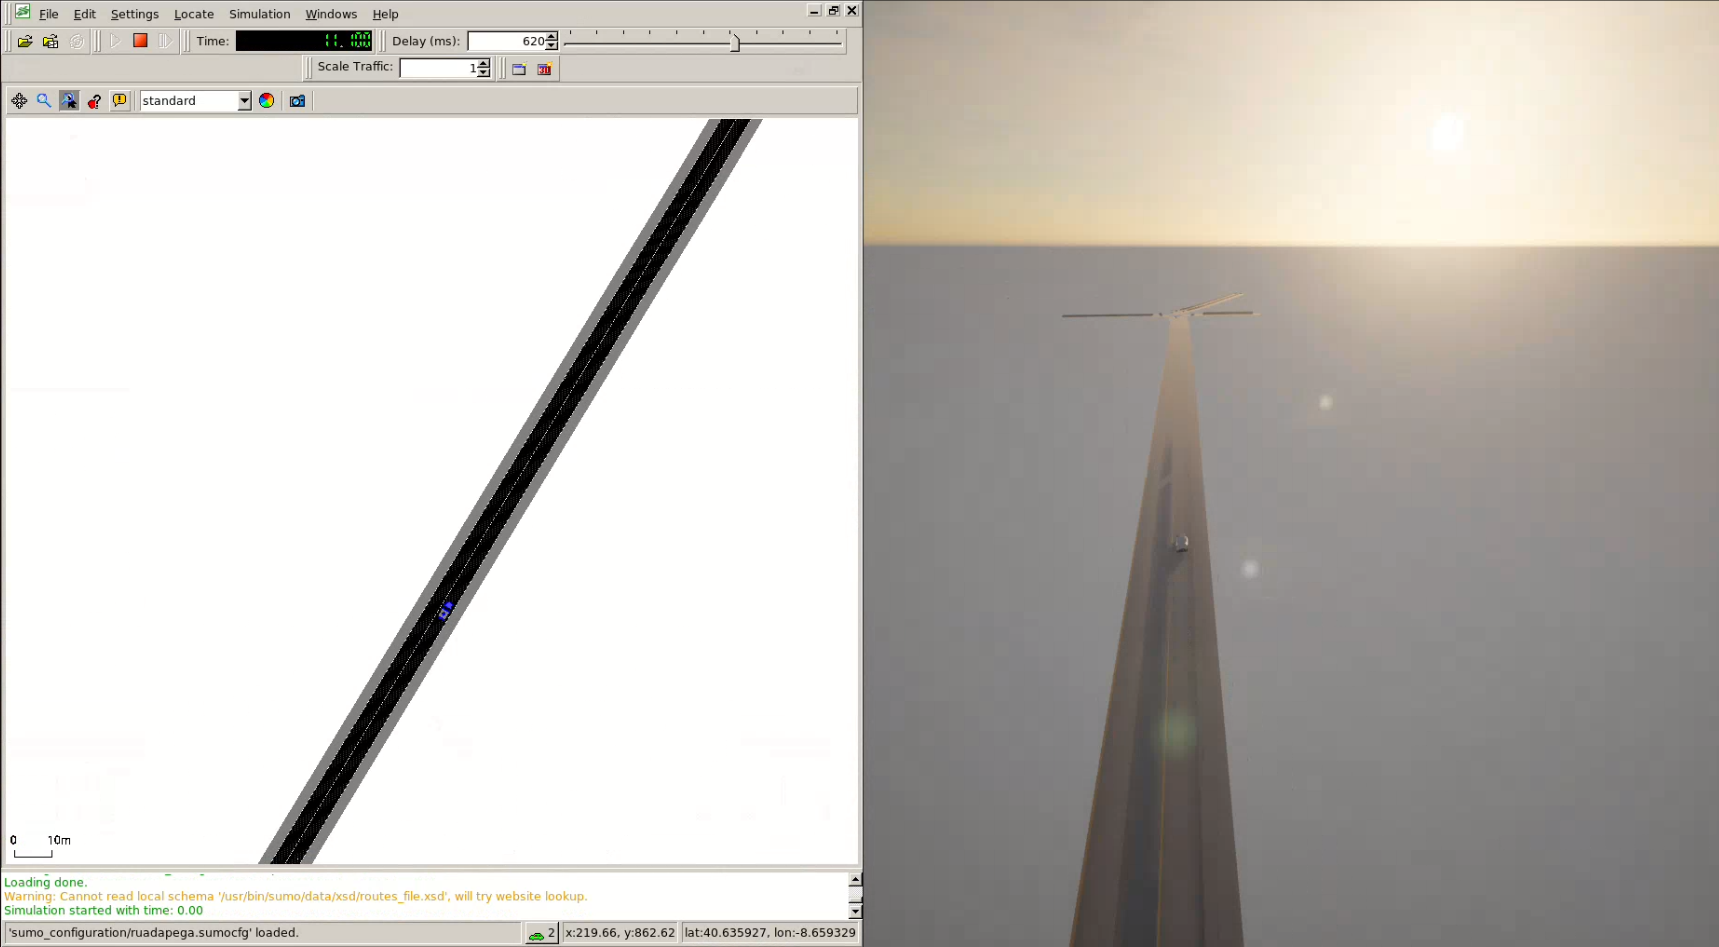 File Edit Settings Locate Simulation Windows Help
Time: 11.00 Delay (ms): 620
Scale Traffic: 1
standard
0 10m
Loading done.
Warning: Cannot read local schema '/usr/bin/sumo/data/xsd/routes_file.xsd', will try website lookup.
Simulation started with time: 0.00
'sumo_configuration/ruadapega.sumocfg' loaded. 2 x:219.66, y:862.62 lat:40.635927, lon:-8.659329